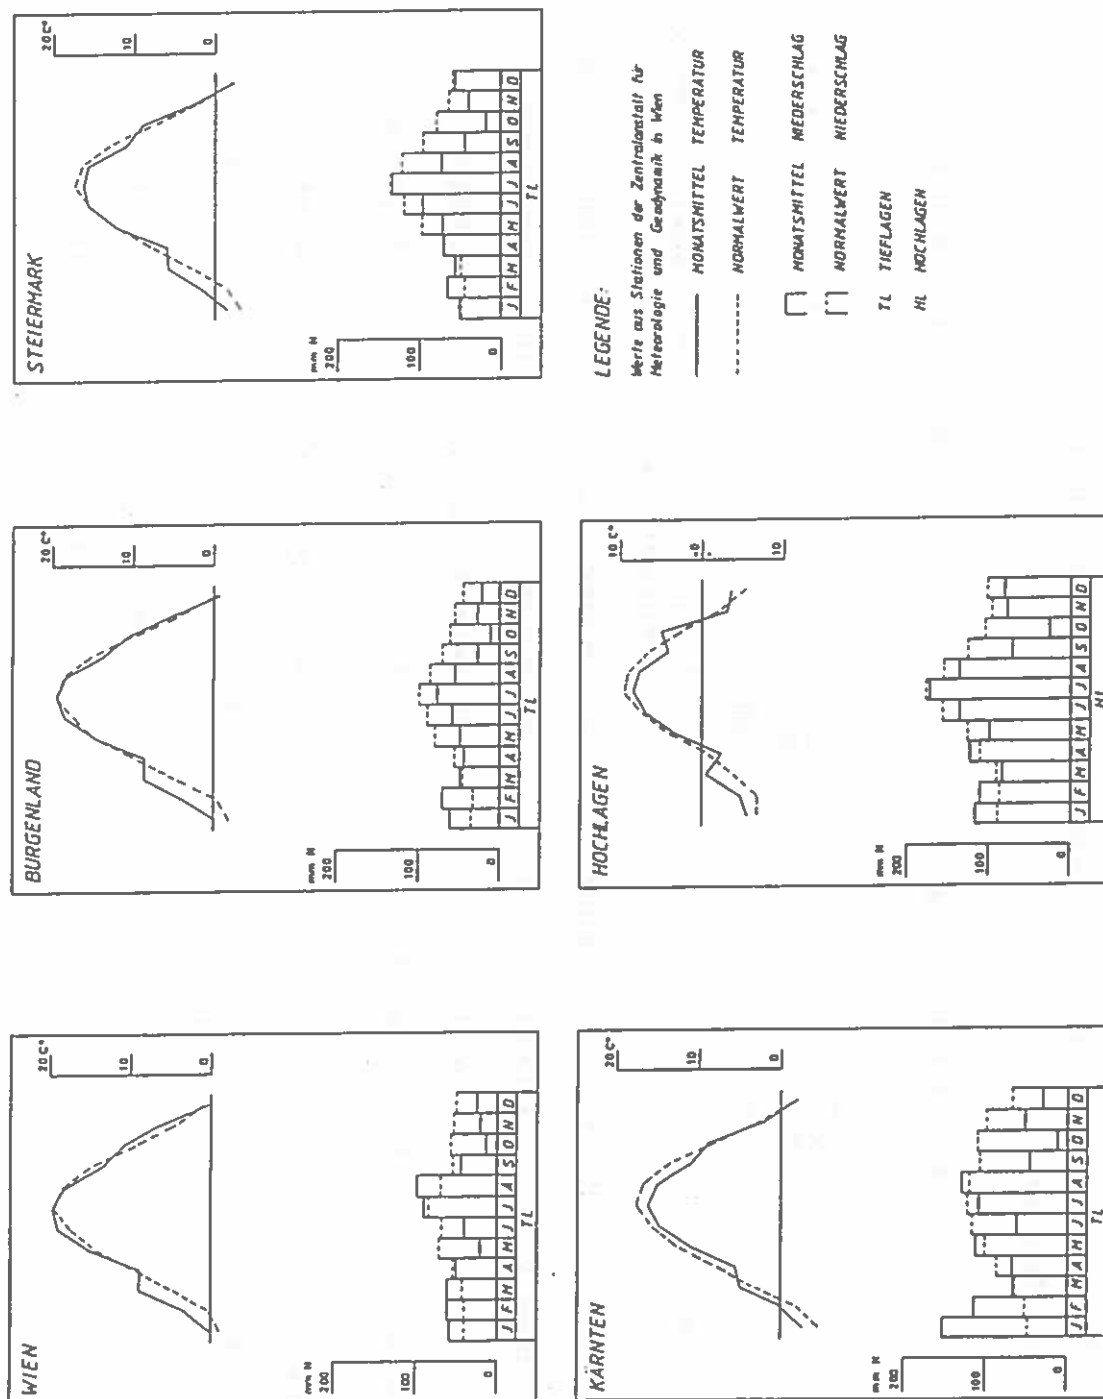 WIEN
20 C°
10
0
mm N
200
100
0
J F M A M J J A S O N D
TL
BURGENLAND
20 C°
10
0
mm N
200
100
0
J F M A M J J A S O N D
TL
STEIERMARK
20 C°
10
0
mm N
200
100
0
J F M A M J J A S O N D
TL
KÄRNTEN
20 C°
10
0
mm N
200
100
0
J F M A M J J A S O N D
TL
HOCHLAGEN
10 C°
0
10
mm N
200
100
0
J F M A M J J A S O N D
HL
LEGENDE:
Werte aus Stationen der Zentralanstalt für
Meteorologie und Geodynamik in Wien
MONATSMITTEL TEMPERATUR
NORMALWERT TEMPERATUR
MONATSMITTEL NIEDERSCHLAG
NORMALWERT NIEDERSCHLAG
TL TIEFLAGEN
HL HOCHLAGEN